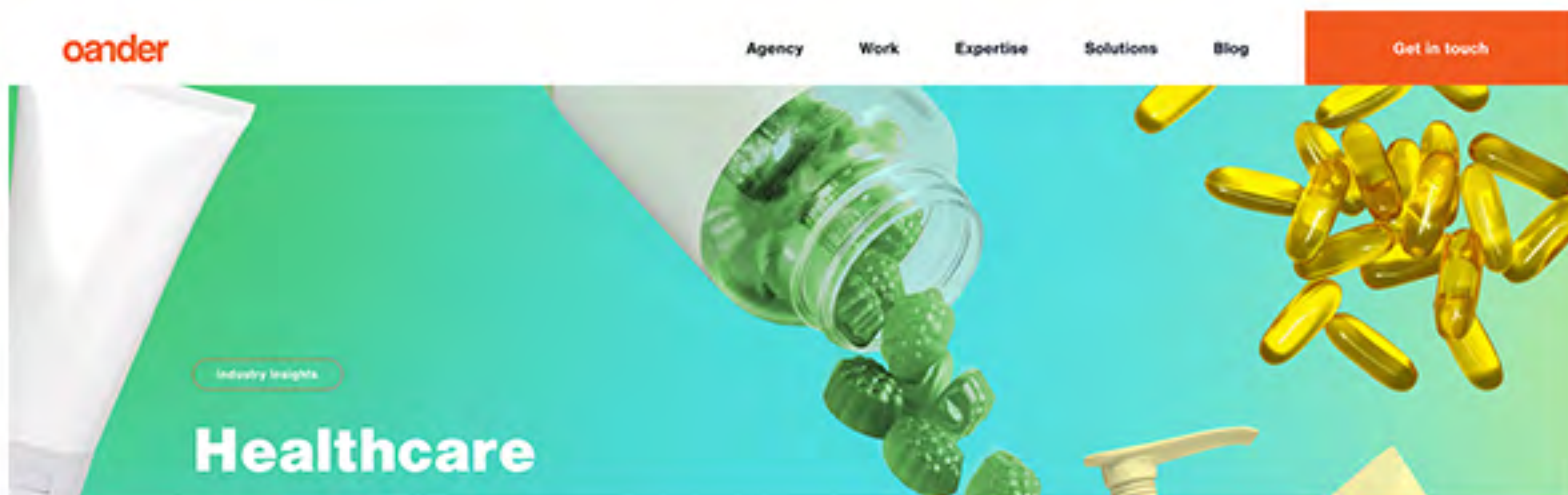 oander
Agency Work Expertise Solutions Blog Get in touch
Industry Insights
Healthcare